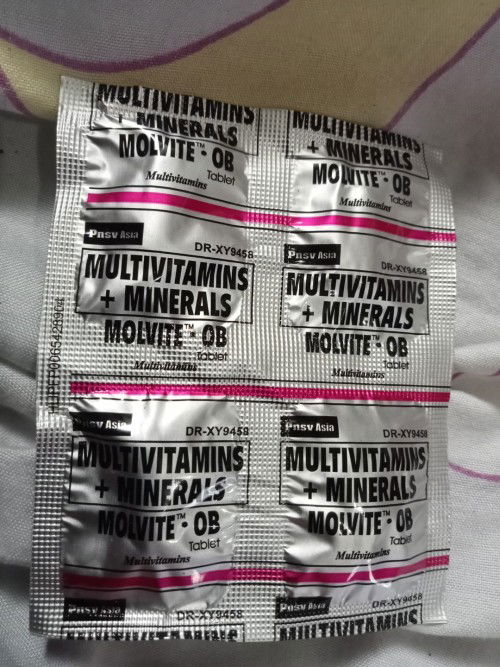 MULTIVITAMINS
+ MINERALS
MOLVITE™ - OB
Tablet
Multivitamins
MULTIVITAMINS
+ MINERALS
MOLVITE™ - OB
Tablet
Multivitamins
Pnsv Asia
DR-XY9458
MULTIVITAMINS
+ MINERALS
MOLVITE™ - OB
Tablet
Multivitamins
Pnsv Asia
DR-XY9458
MULTIVITAMINS
+ MINERALS
MOLVITE™ - OB
Tablet
Multivitamins
Pnsv Asia
DR-XY9458
MULTIVITAMINS
+ MINERALS
MOLVITE™ - OB
Tablet
Multivitamins
Pnsv Asia
DR-XY9458
MULTIVITAMINS
+ MINERALS
MOLVITE™ - OB
Tablet
Multivitamins
Pnsv Asia
DR-XY9458
MULTIVITAMINS
Pnsv Asia
DR-XY9458
MULTIVITAMINS